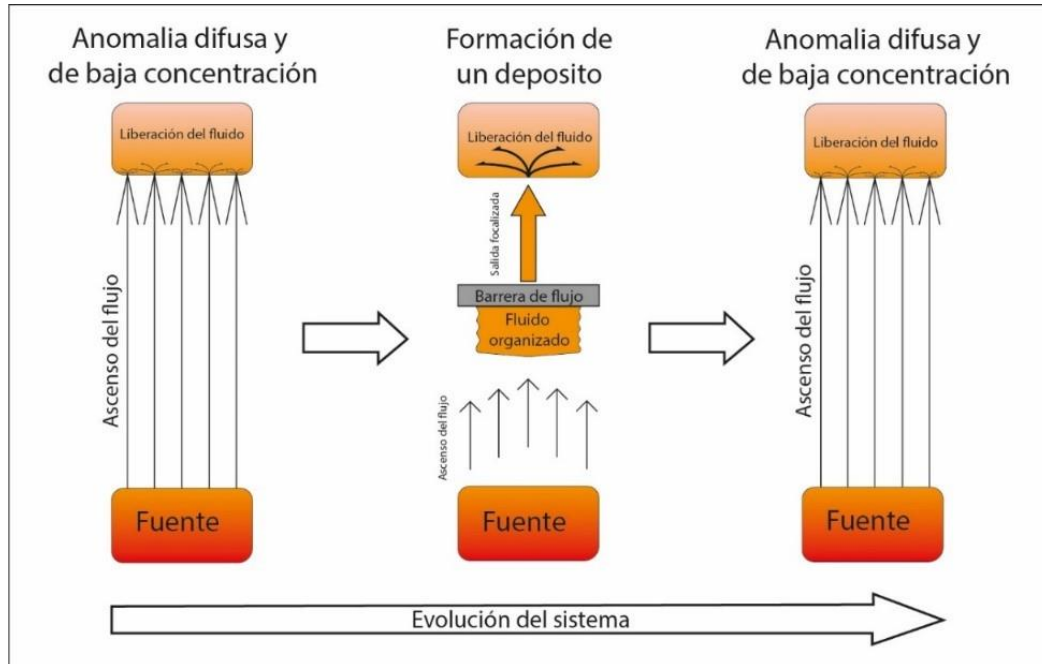 Anomalia difusa y
de baja concentración
Liberación del fluido
Ascenso del flujo
Fuente
Formación de
un deposito
Liberación del fluido
Salida focalizada
Barrera de flujo
Fluido
organizado
Ascenso del flujo
Fuente
Anomalia difusa y
de baja concentración
Liberación del fluido
Ascenso del flujo
Fuente
Evolución del sistema